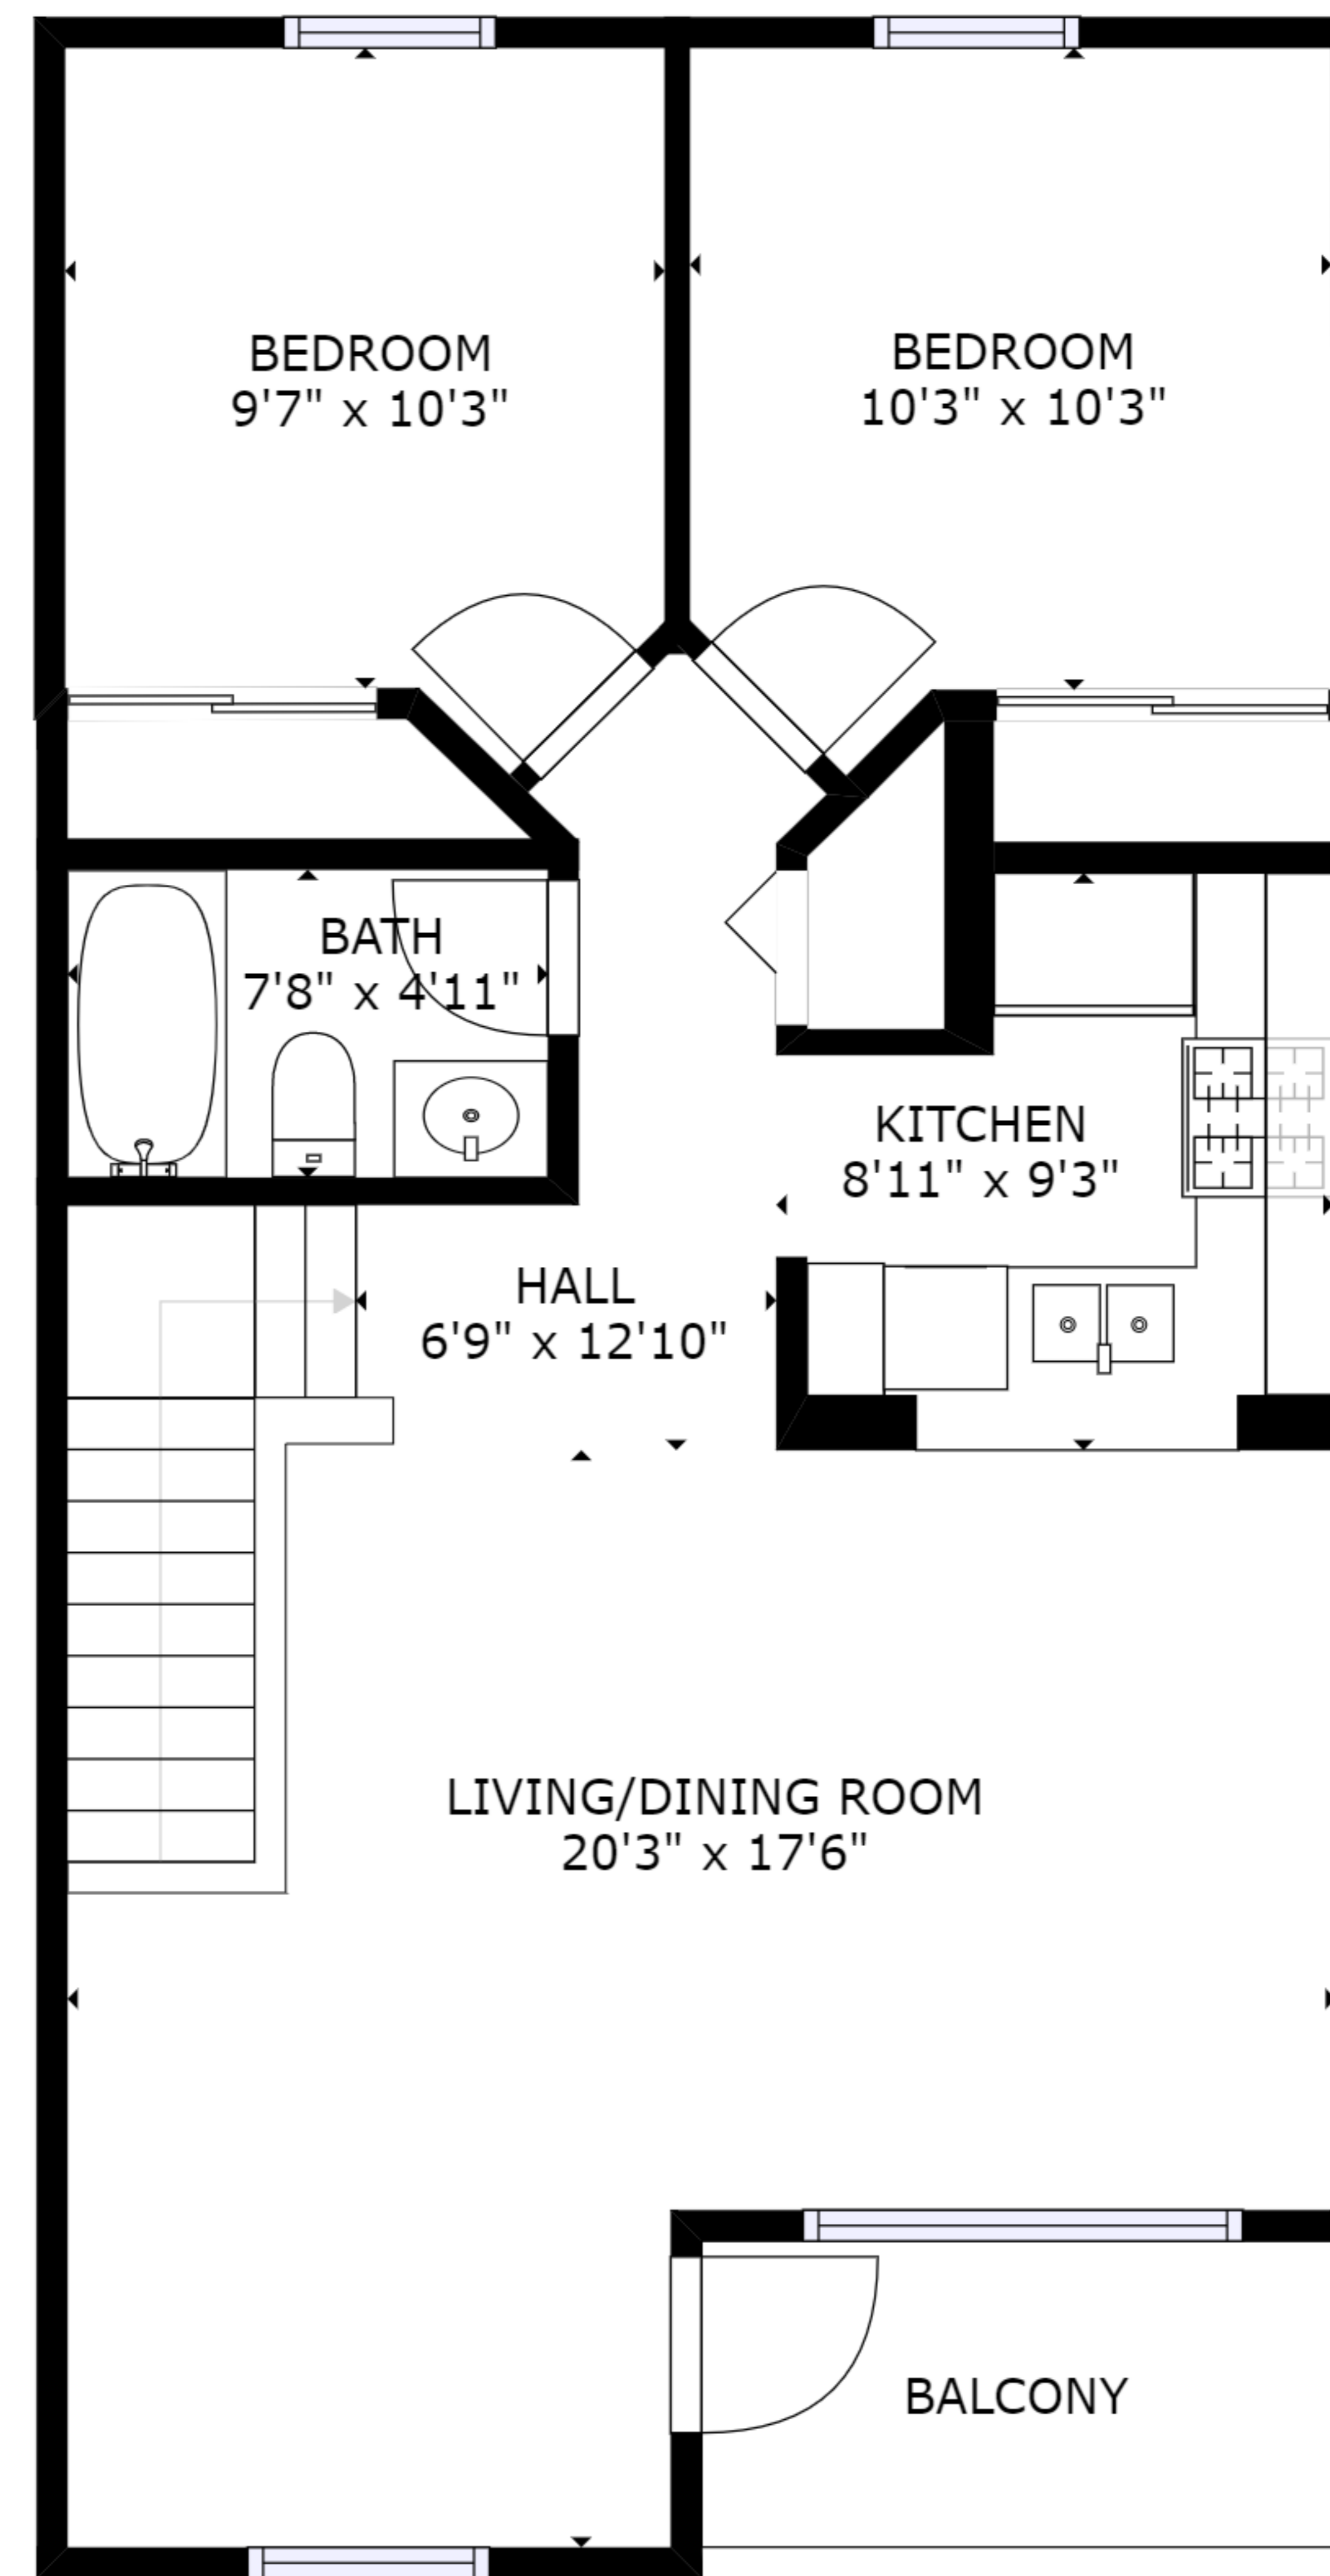 BEDROOM
9'7" x 10'3"
BEDROOM
10'3" x 10'3"
BATH
7'8" x 4'11"
KITCHEN
8'11" x 9'3"
HALL
6'9" x 12'10"
LIVING/DINING ROOM
20'3" x 17'6"
BALCONY